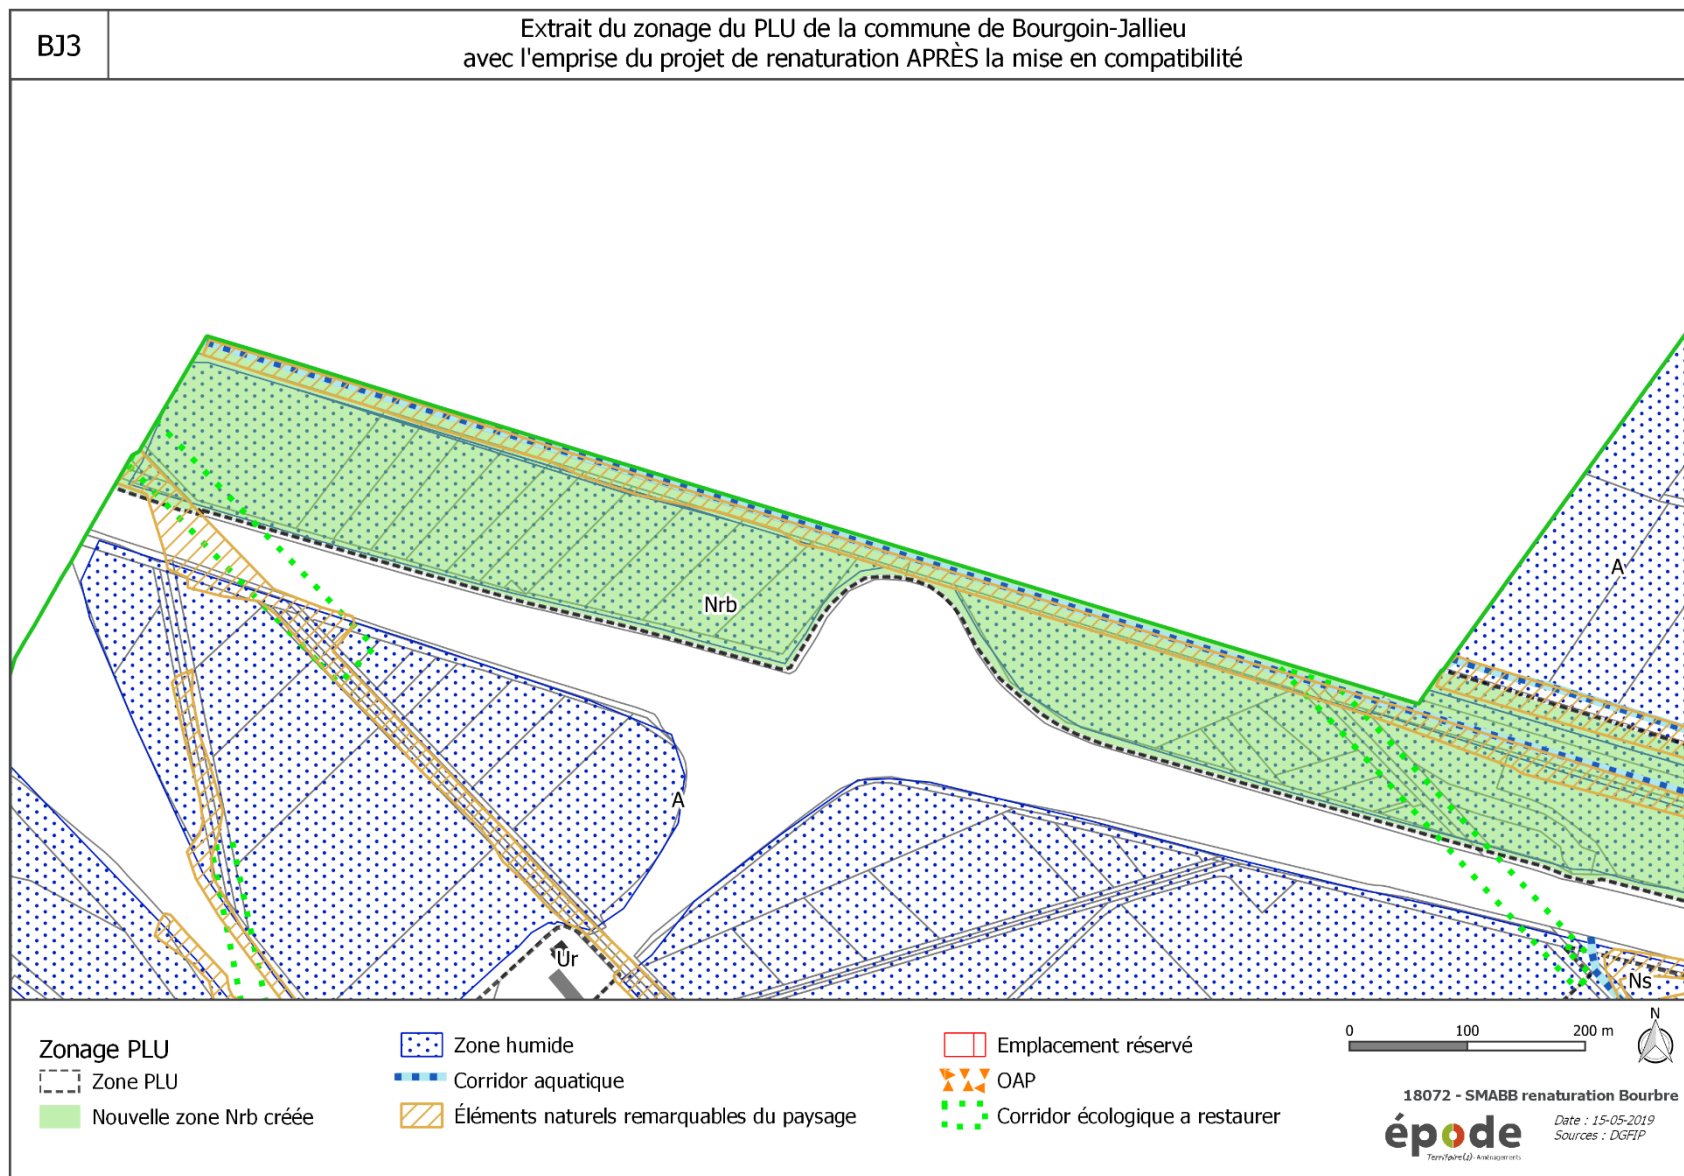 BJ3
Extrait du zonage du PLU de la commune de Bourgoin-Jallieu
avec l'emprise du projet de renaturation APRÈS la mise en compatibilité
A
Nrb
A
Ur
Ns
Zonage PLU
Zone PLU
Nouvelle zone Nrb créée
Zone humide
Corridor aquatique
Éléments naturels remarquables du paysage
Emplacement réservé
OAP
Corridor écologique a restaurer
0 100 200 m
N
18072 - SMABB renaturation Bourbre
épode
Territoire(s) - Aménagements
Date : 15-05-2019
Sources : DGFIP